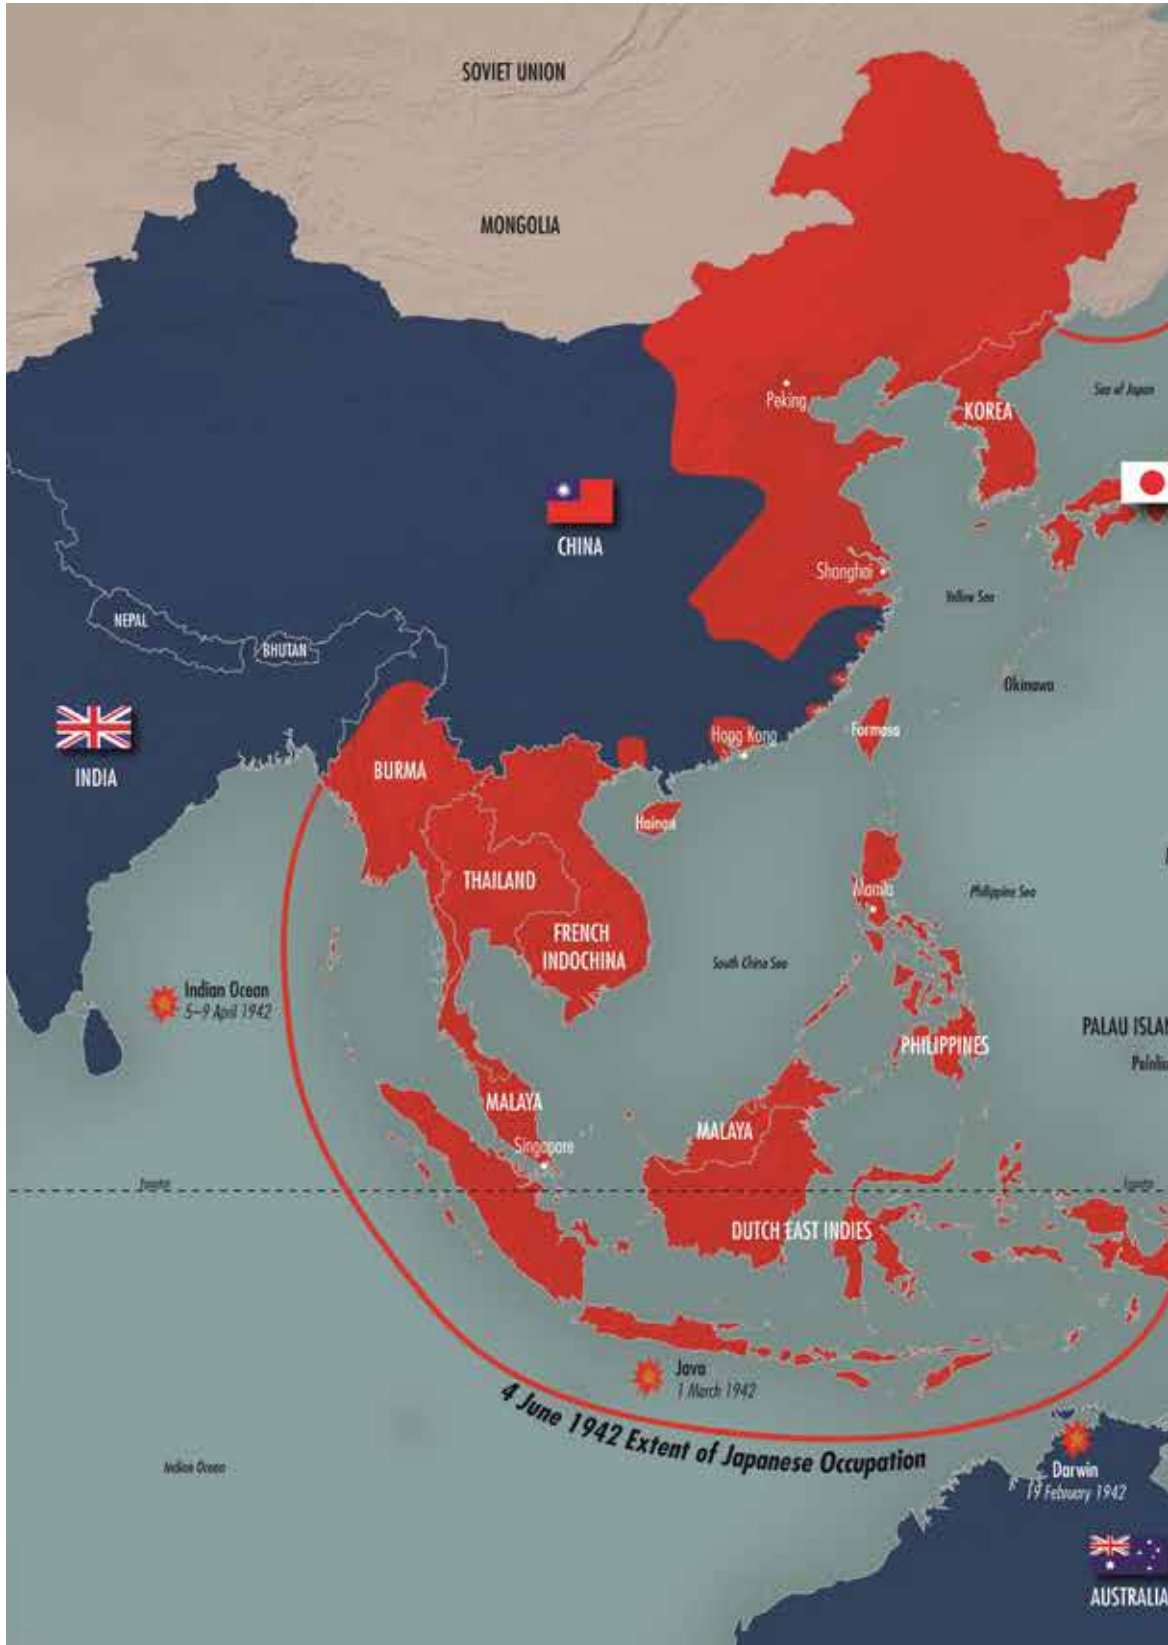 SOVIET UNION
MONGOLIA
Sea of Japan
Peking
KOREA
CHINA
Shanghai
Yellow Sea
NEPAL
BHUTAN
Okinawa
INDIA
Hogg Kong
Formosa
BURMA
Hainan
THAILAND
Manila
Philippine Sea
FRENCH
INDOCHINA
South China Sea
Indian Ocean
5–9 April 1942
PALAU ISLAN
PHILIPPINES
MALAYA
MALAYA
Singapore
Equator
Equator
DUTCH EAST INDIES
Java
1 March 1942
4 June 1942 Extent of Japanese Occupation
Indian Ocean
Darwin
19 February 1942
AUSTRALIA